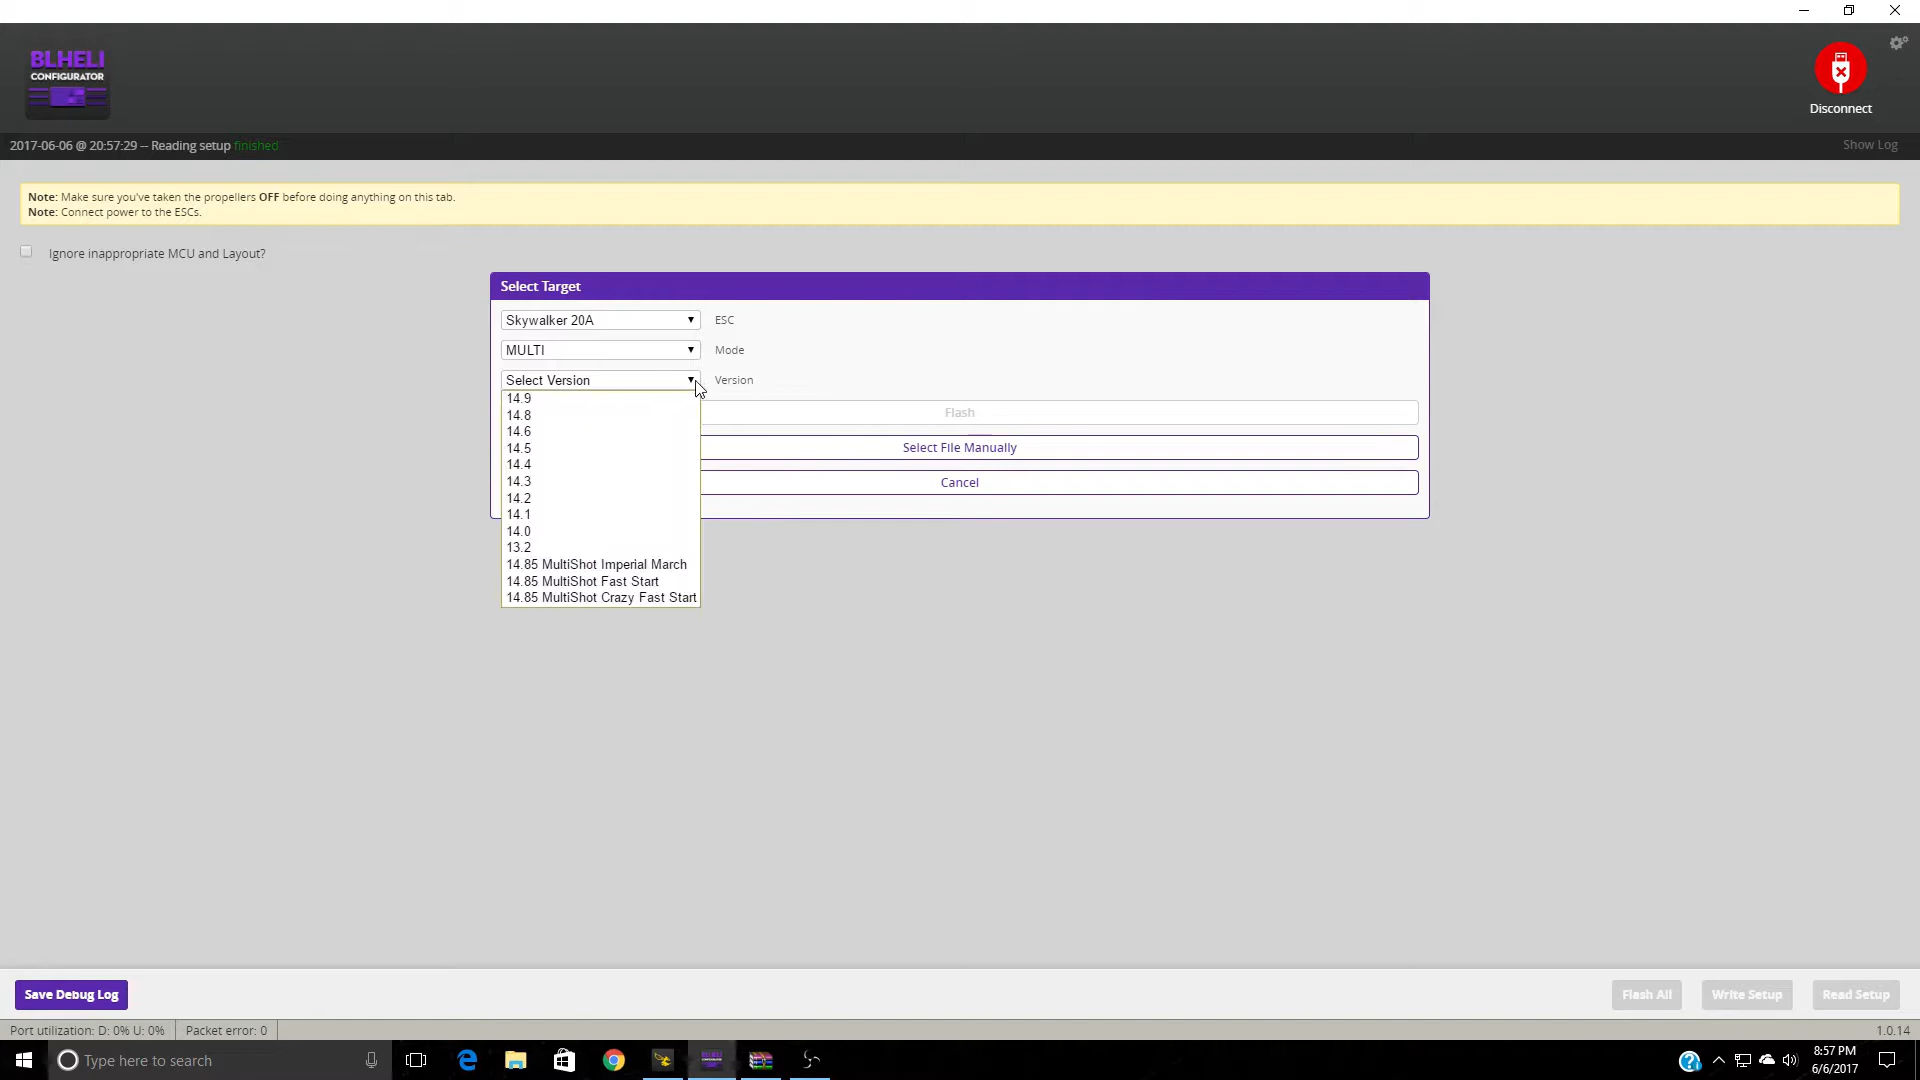 BLHELI
CONFIGURATOR
Disconnect
2017-06-06 @ 20:57:29 -- Reading setup finished
Show Log
Note: Make sure you've taken the propellers OFF before doing anything on this tab.
Note: Connect power to the ESCs.
Ignore inappropriate MCU and Layout?
Select Target
Skywalker 20A ESC
MULTI Mode
Select Version Version
14.9
14.8
14.6
14.5
14.4
14.3
14.2
14.1
14.0
13.2
14.85 MultiShot Imperial March
14.85 MultiShot Fast Start
14.85 MultiShot Crazy Fast Start
Flash
Select File Manually
Cancel
Save Debug Log
Flash All
Write Setup
Read Setup
Port utilization: D: 0% U: 0%
Packet error: 0
1.0.14
Type here to search
8:57 PM
6/6/2017